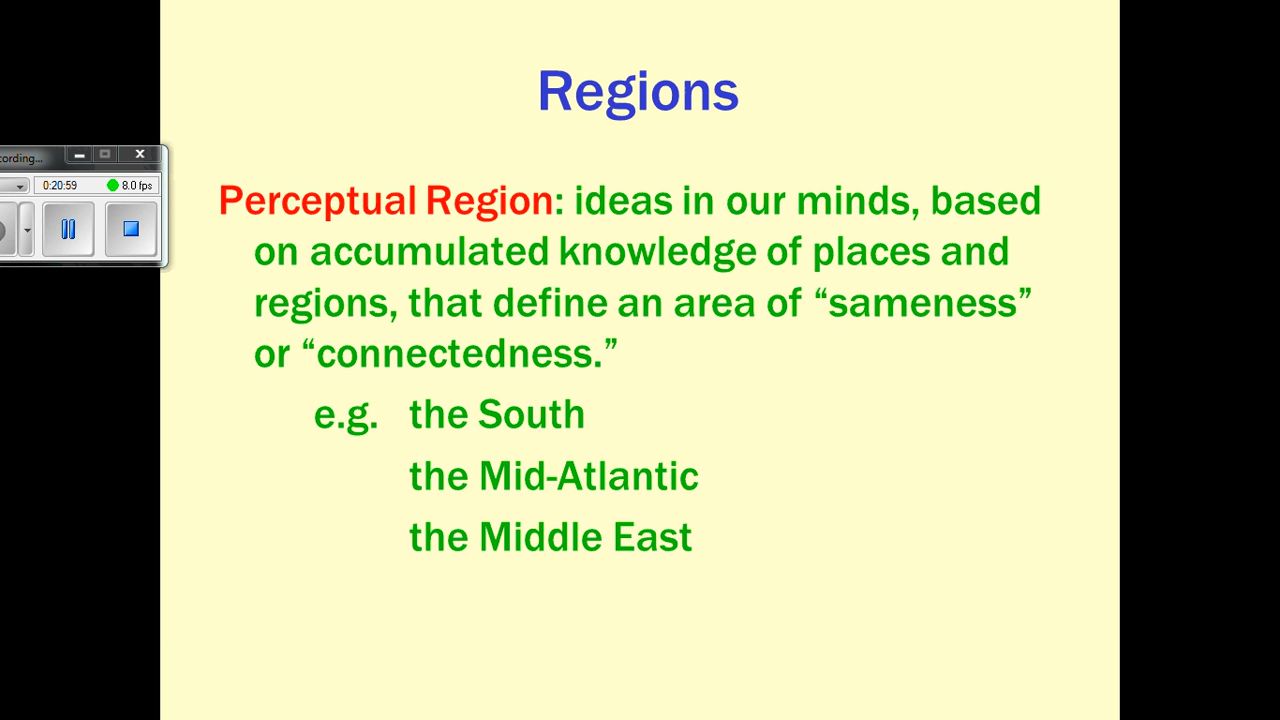 Regions
cording...
0:20:59 8.0 fps
Perceptual Region: ideas in our minds, based
on accumulated knowledge of places and
regions, that define an area of “sameness”
or “connectedness.”
e.g. the South
the Mid-Atlantic
the Middle East